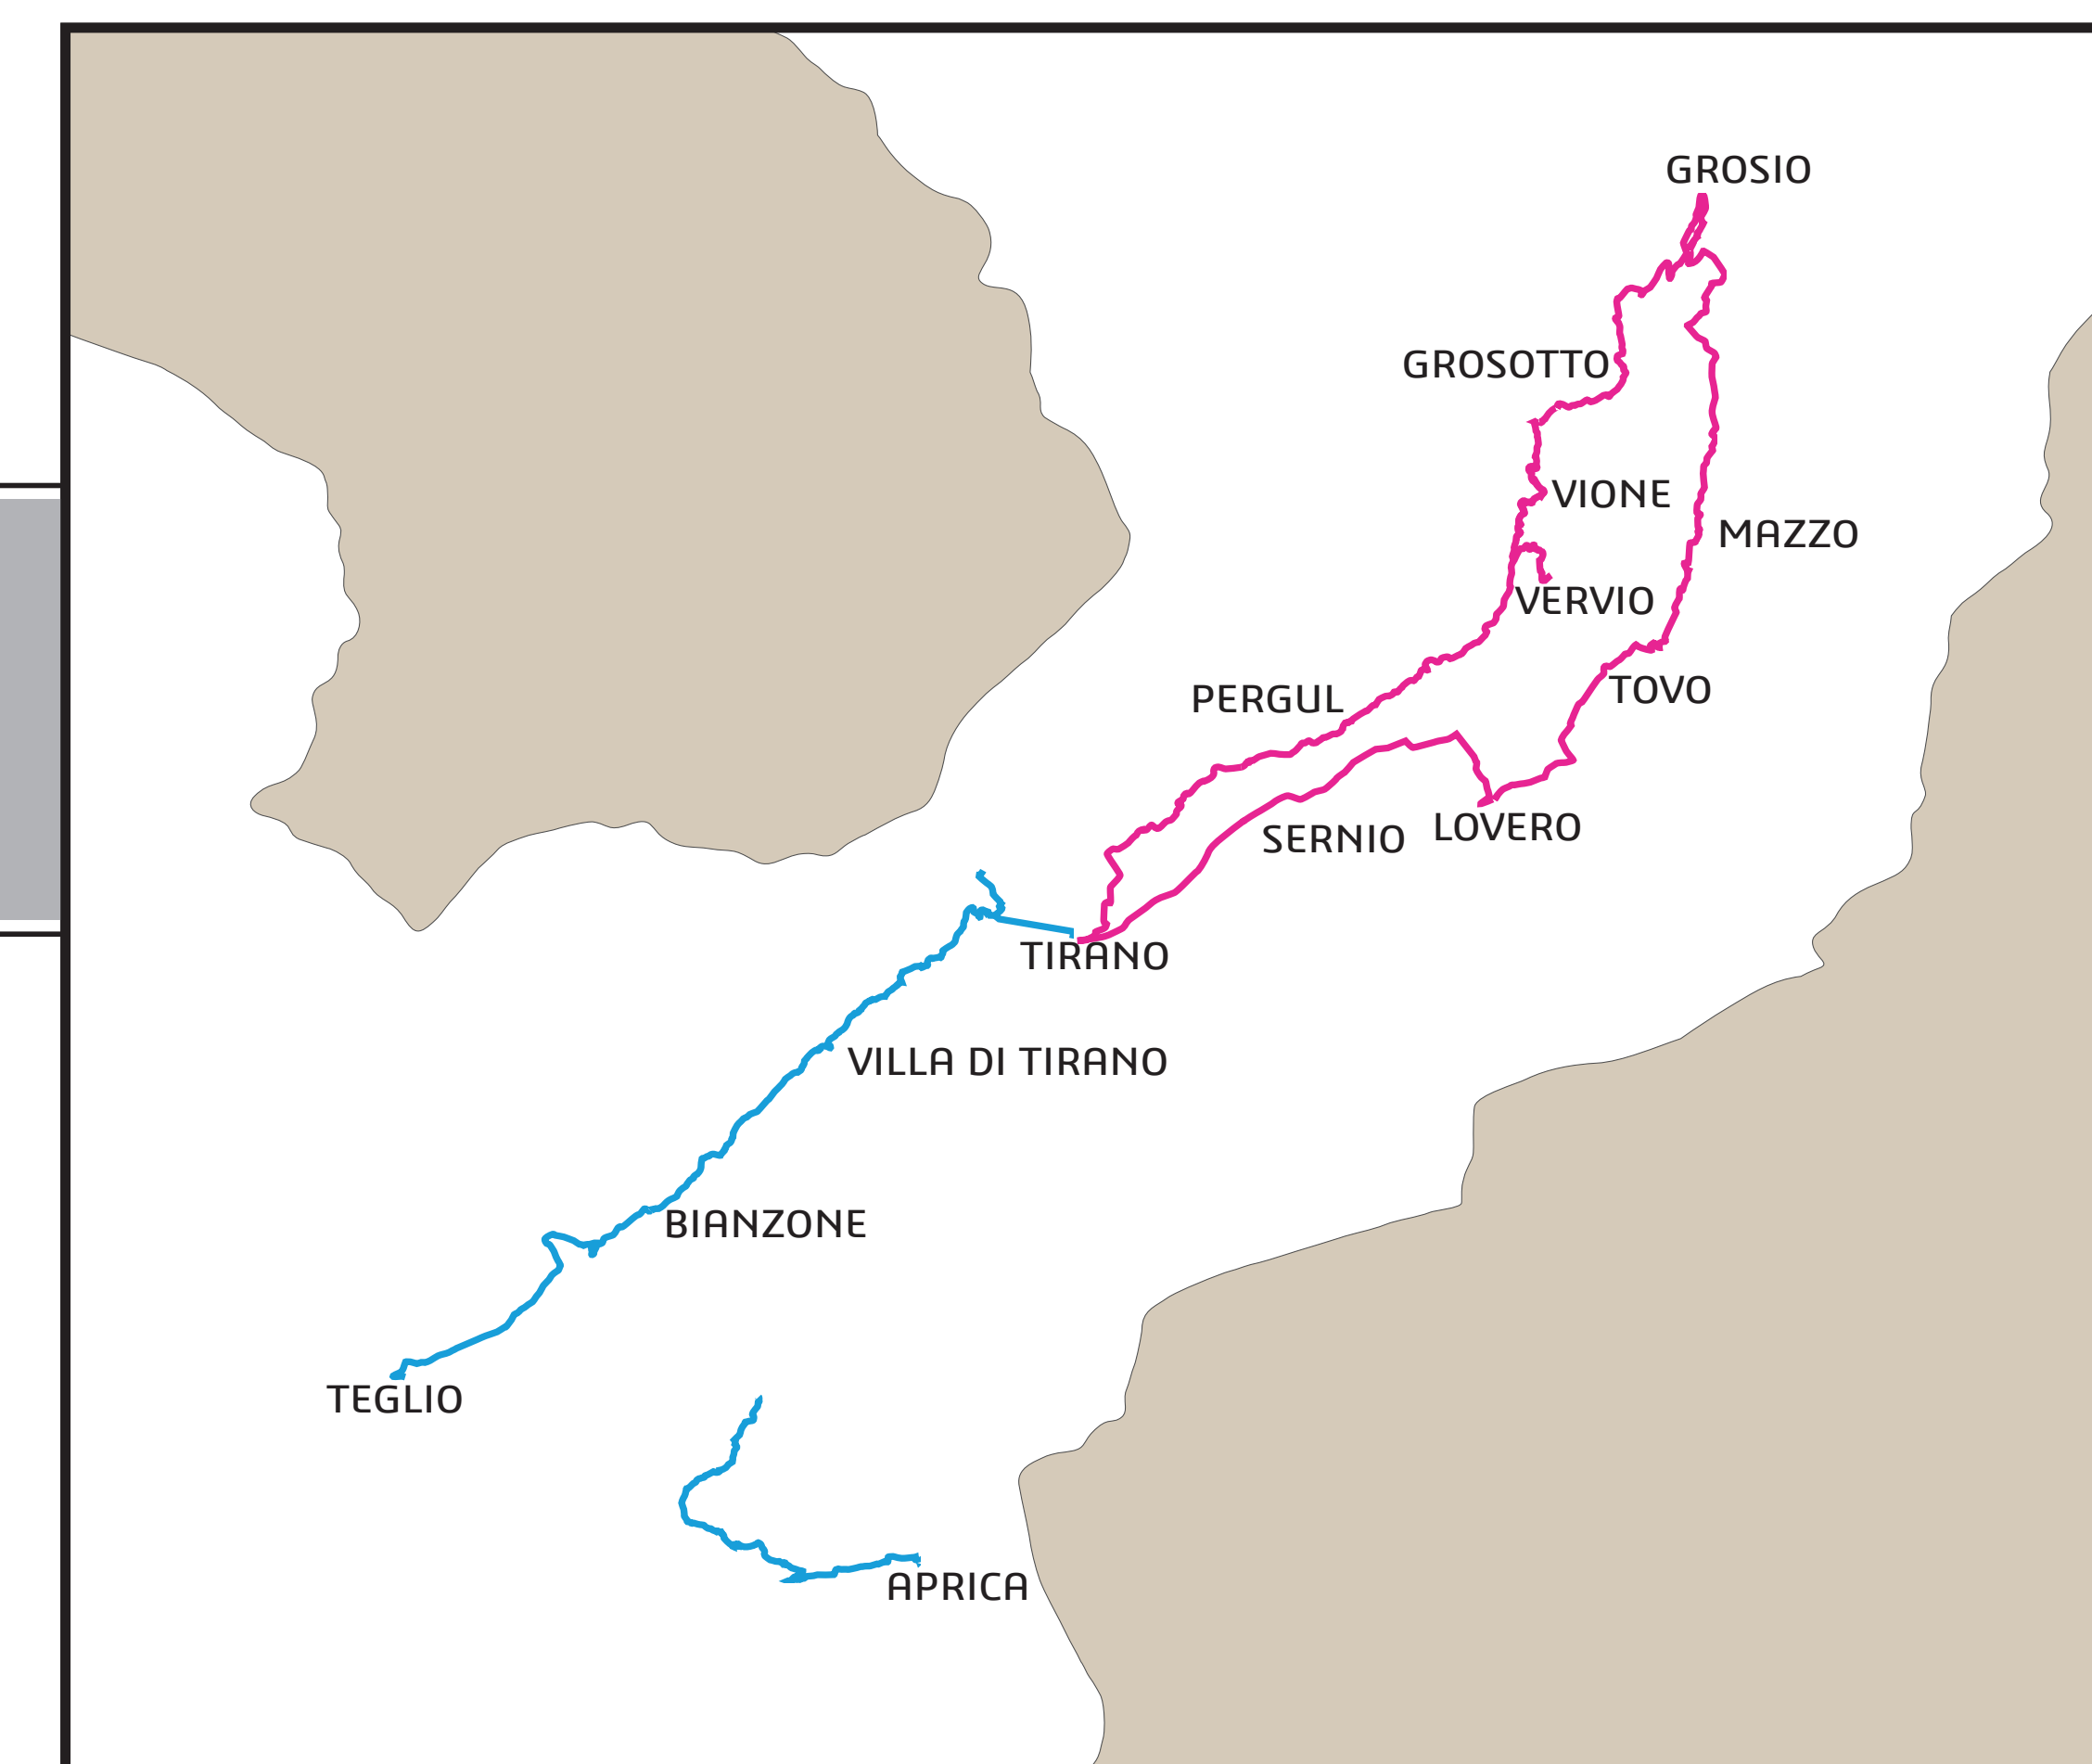 GROSIO
GROSOTTO
VIONE
MAZZO
VERVIO
TOVO
PERGUL
LOVERO
SERNIO
TIRANO
VILLA DI TIRANO
BIANZONE
TEGLIO
APRICA